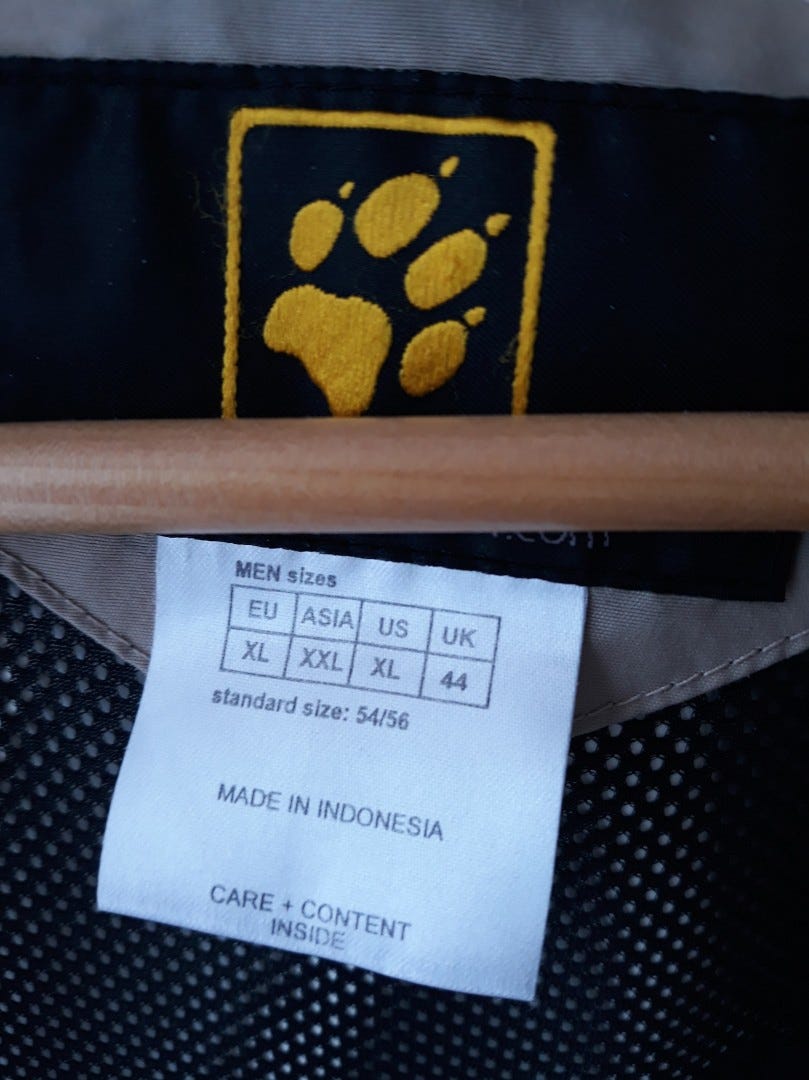 MEN sizes
EU ASIA US UK
XL XXL XL 44
standard size: 54/56
MADE IN INDONESIA
CARE + CONTENT
INSIDE